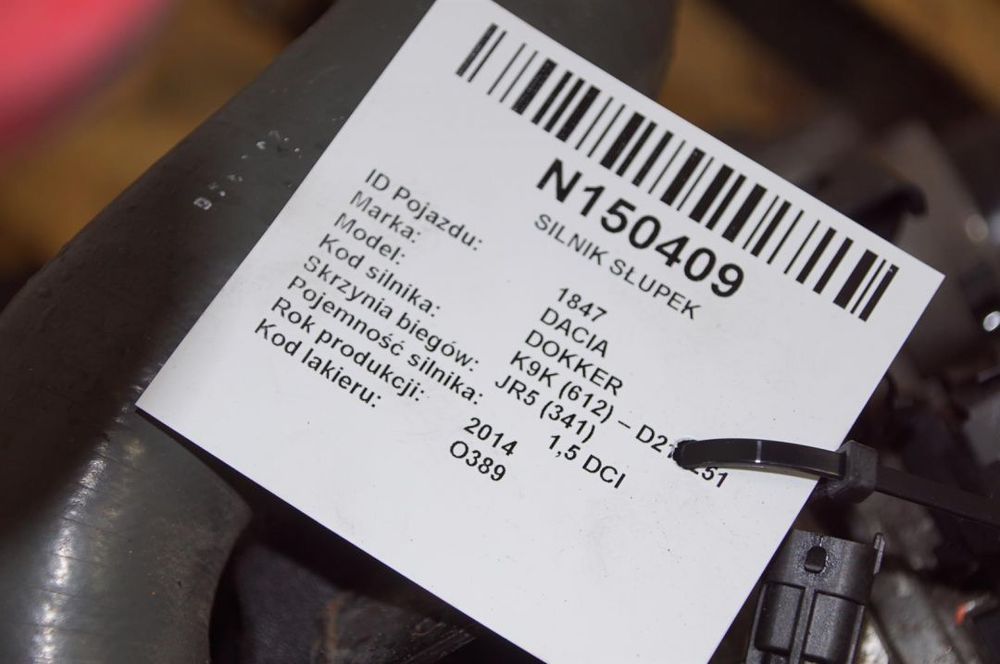 N150409
SILNIK SŁUPEK
ID Pojazdu: 1847
Marka: DACIA
Model: DOKKER
Kod silnika: K9K (612) –
Skrzynia biegów: JR5 (341)
Pojemność silnika: 1,5 DCI
Rok produkcji: 2014
Kod lakieru: O389